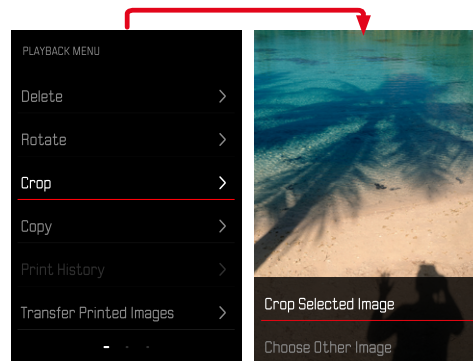 PLAYBACK MENU
Delete
Rotate
Crop
Copy
Print History
Transfer Printed Images
Crop Selected Image
Choose Other Image